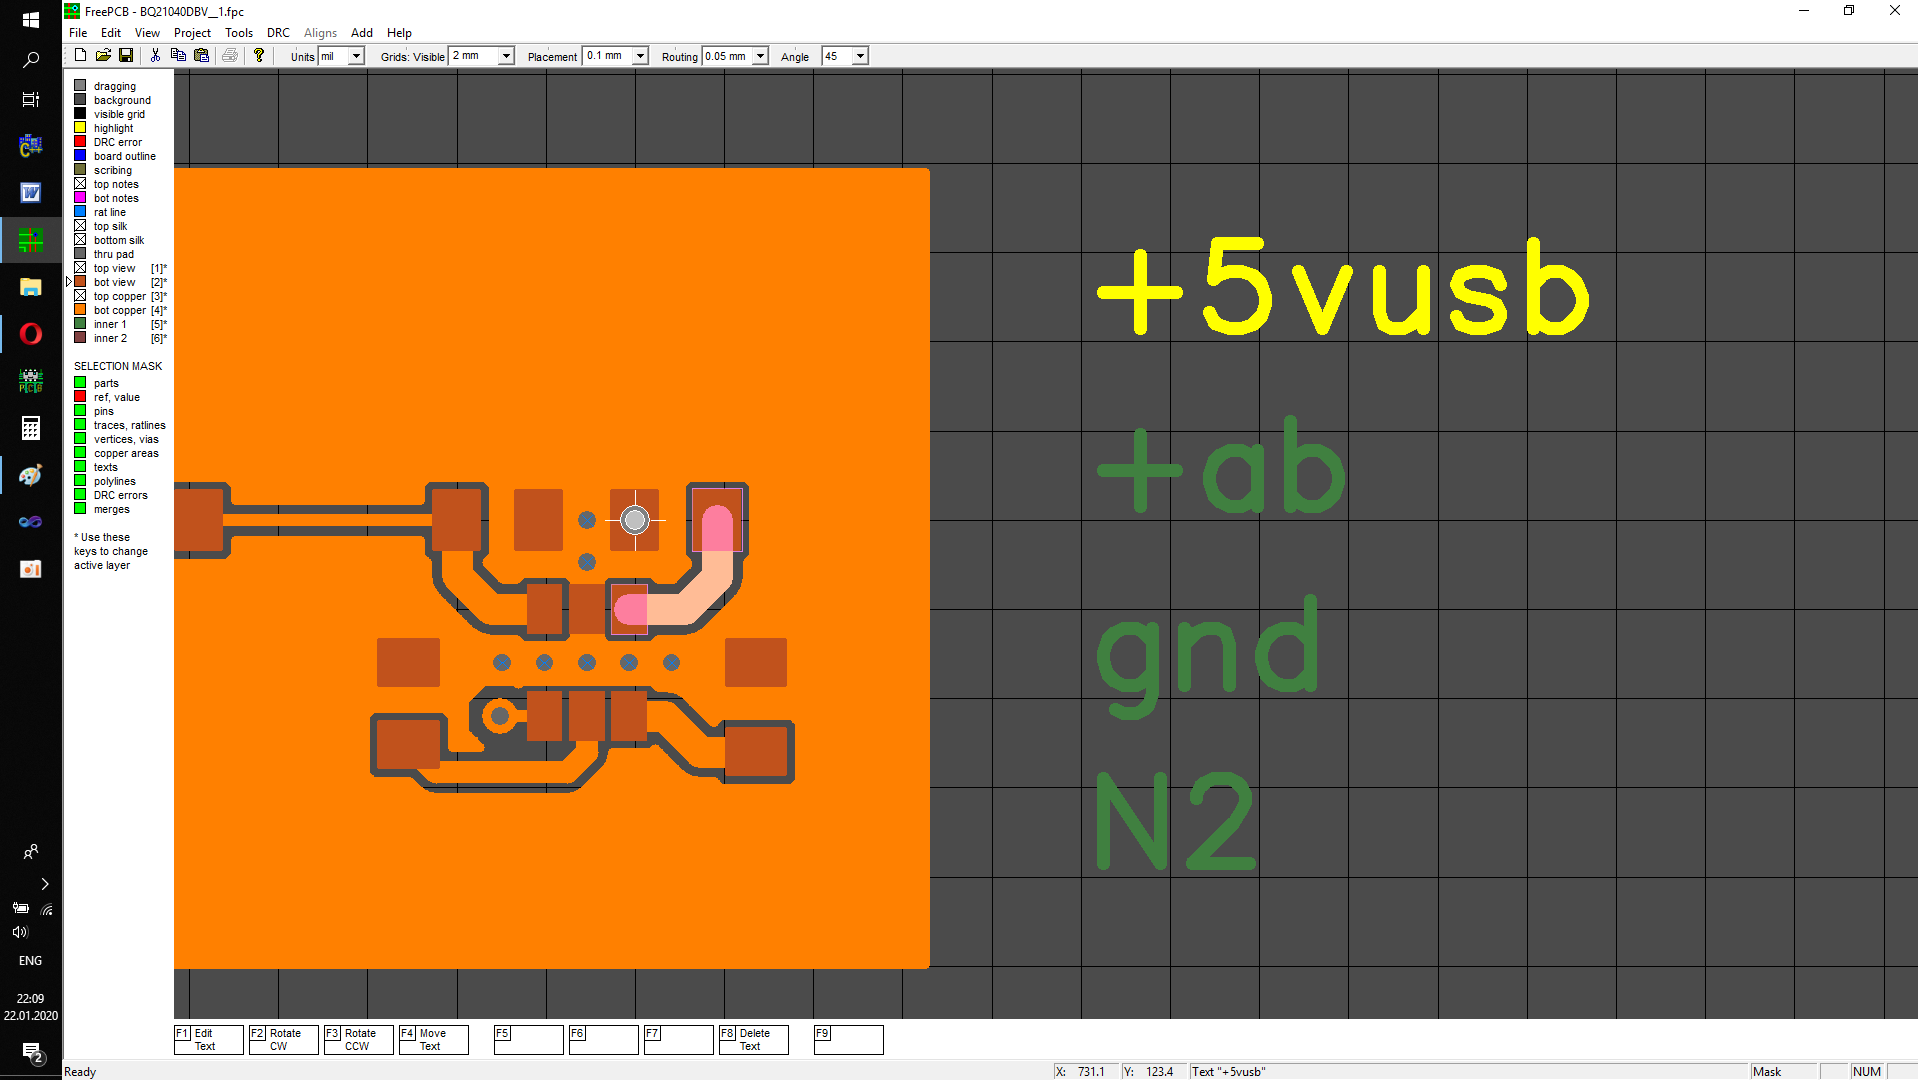 FreePCB - BQ21040DBV__1.fpc
File Edit View Project Tools DRC Aligns Add Help
Units mil Grids: Visible 2 mm Placement 0.1 mm Routing 0.05 mm Angle 45
dragging
background
visible grid
highlight
DRC error
board outline
scribing
top notes
bot notes
rat line
top silk
bottom silk
thru pad
top view [1]*
bot view [2]*
top copper [3]*
bot copper [4]*
inner 1 [5]*
inner 2 [6]*
SELECTION MASK
parts
ref, value
pins
traces, ratlines
vertices, vias
copper areas
texts
polylines
DRC errors
merges
* Use these
keys to change
active layer
+5vusb
+ab
gnd
N2
F1 Edit Text
F2 Rotate CW
F3 Rotate CCW
F4 Move Text
F5
F6
F7
F8 Delete Text
F9
Ready
X: 731.1 Y: 123.4 Text "+5vusb" Mask NUM
ENG
22:09
22.01.2020
2